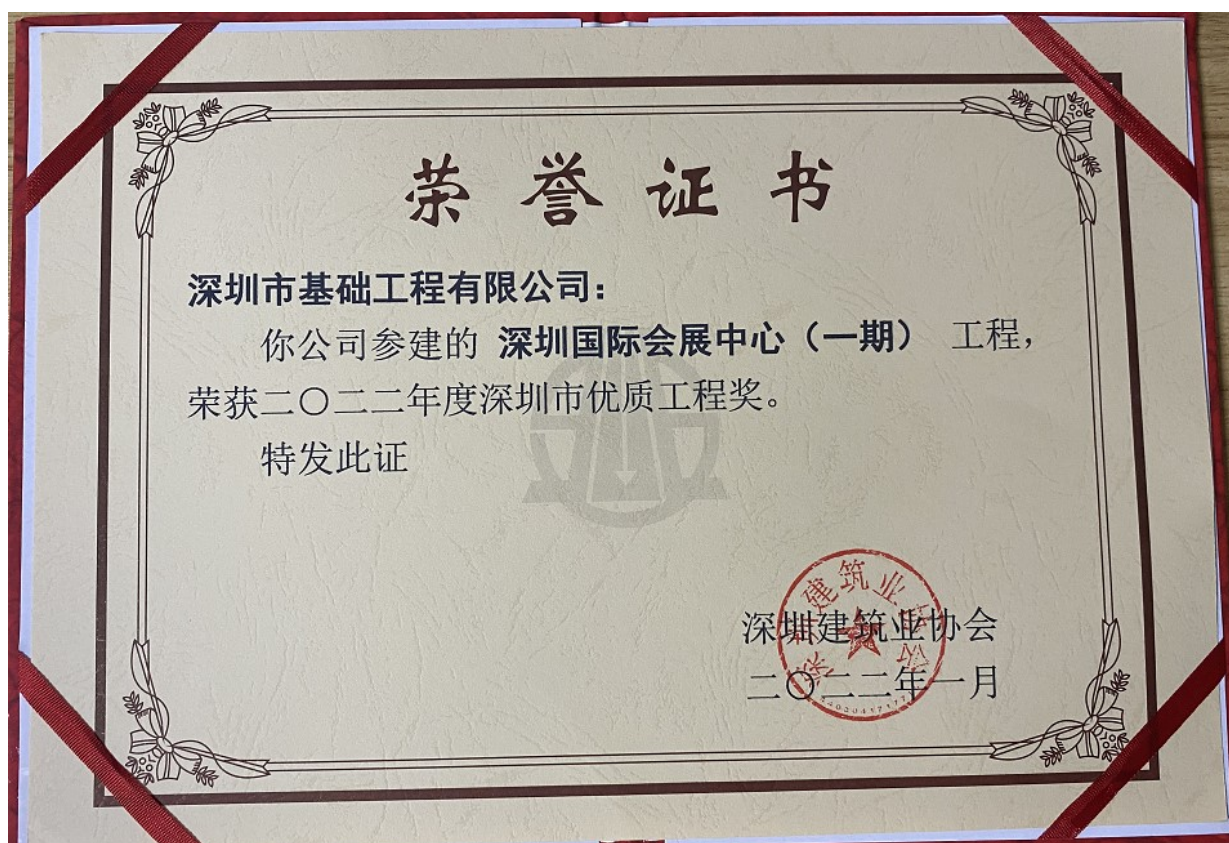 荣誉证书
深圳市基础工程有限公司：
你公司参建的 深圳国际会展中心（一期） 工程，
荣获二〇二二年度深圳市优质工程奖。
特发此证
深圳建筑业协会
二〇二二年一月